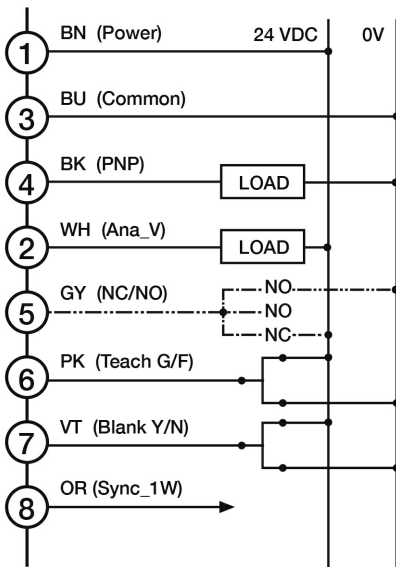 24 VDC 0V
1 BN (Power)
3 BU (Common)
4 BK (PNP) LOAD
2 WH (Ana_V) LOAD
NO
5 GY (NC/NO) NO
NC
6 PK (Teach G/F)
7 VT (Blank Y/N)
8 OR (Sync_1W)